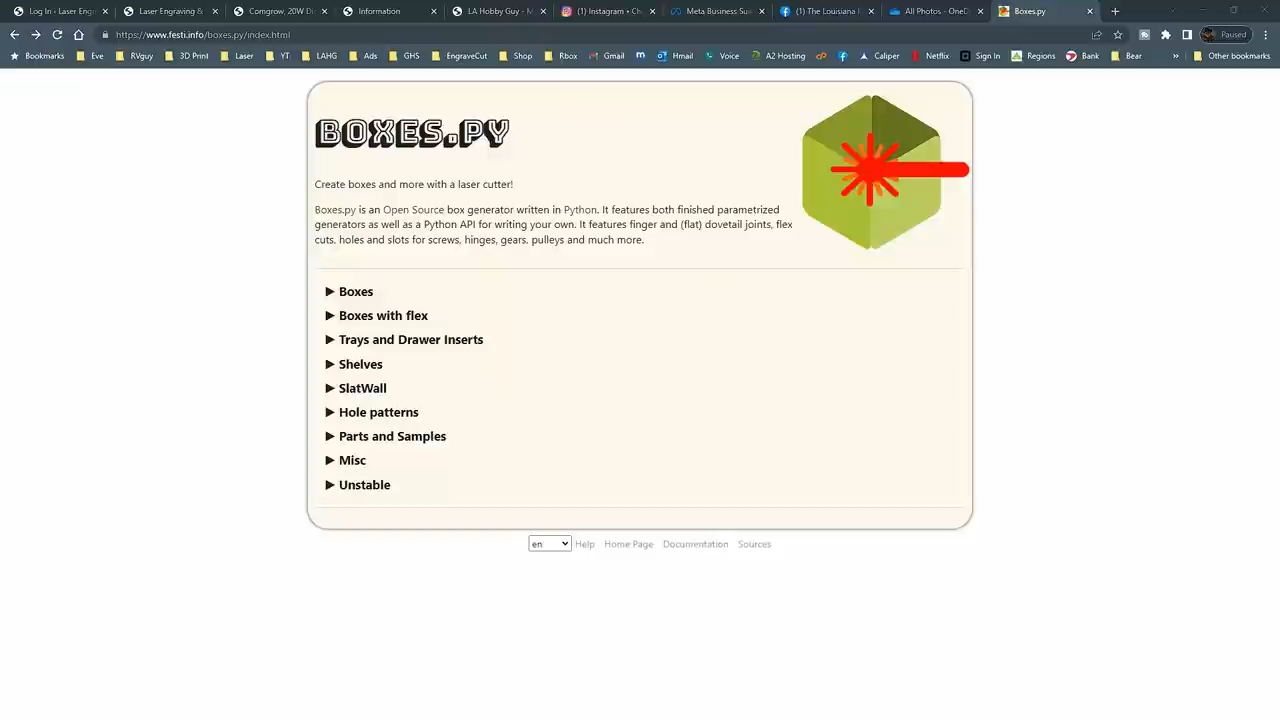 Log In ‹ Laser Eng
Laser Engraving &
Comgrow, 20W Di
Information
LA Hobby Guy - M
Instagram • Ch
Meta Business Su
(1) The Louisiana
All Photos - OneD
Boxes.py
https://www.festi.info/boxes.py/index.html
Paused
Bookmarks
Eve
RVguy
3D Print
Laser
YT
LAHG
Ads
GHS
EngraveCut
Shop
Rbox
Gmail
Hmail
Voice
A2 Hosting
Caliper
Netflix
Sign In
Regions
Bank
Bear
»
Other bookmarks
BOXES.PY
Create boxes and more with a laser cutter!
Boxes.py is an Open Source box generator written in Python. It features both finished parametrized
generators as well as a Python API for writing your own. It features finger and (flat) dovetail joints, flex
cuts, holes and slots for screws, hinges, gears, pulleys and much more.
▶ Boxes
▶ Boxes with flex
▶ Trays and Drawer Inserts
▶ Shelves
▶ SlatWall
▶ Hole patterns
▶ Parts and Samples
▶ Misc
▶ Unstable
en Help Home Page Documentation Sources